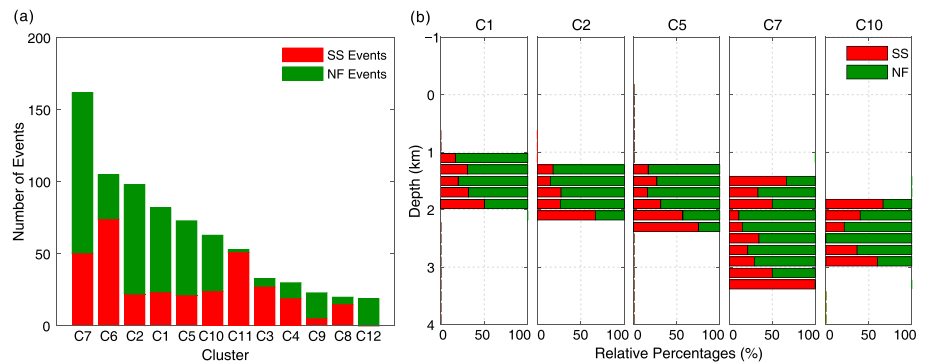 (a)
200
150
100
50
0
Number of Events
SS Events
NF Events
C7 C6 C2 C1 C5 C10 C11 C3 C4 C9 C8 C12
Cluster
(b)
C1 C2 C5 C7 C10
−1
0
1
2
3
4
Depth (km)
SS
NF
0 50 100 0 50 100 0 50 100 0 50 100 0 50 100
Relative Percentages (%)